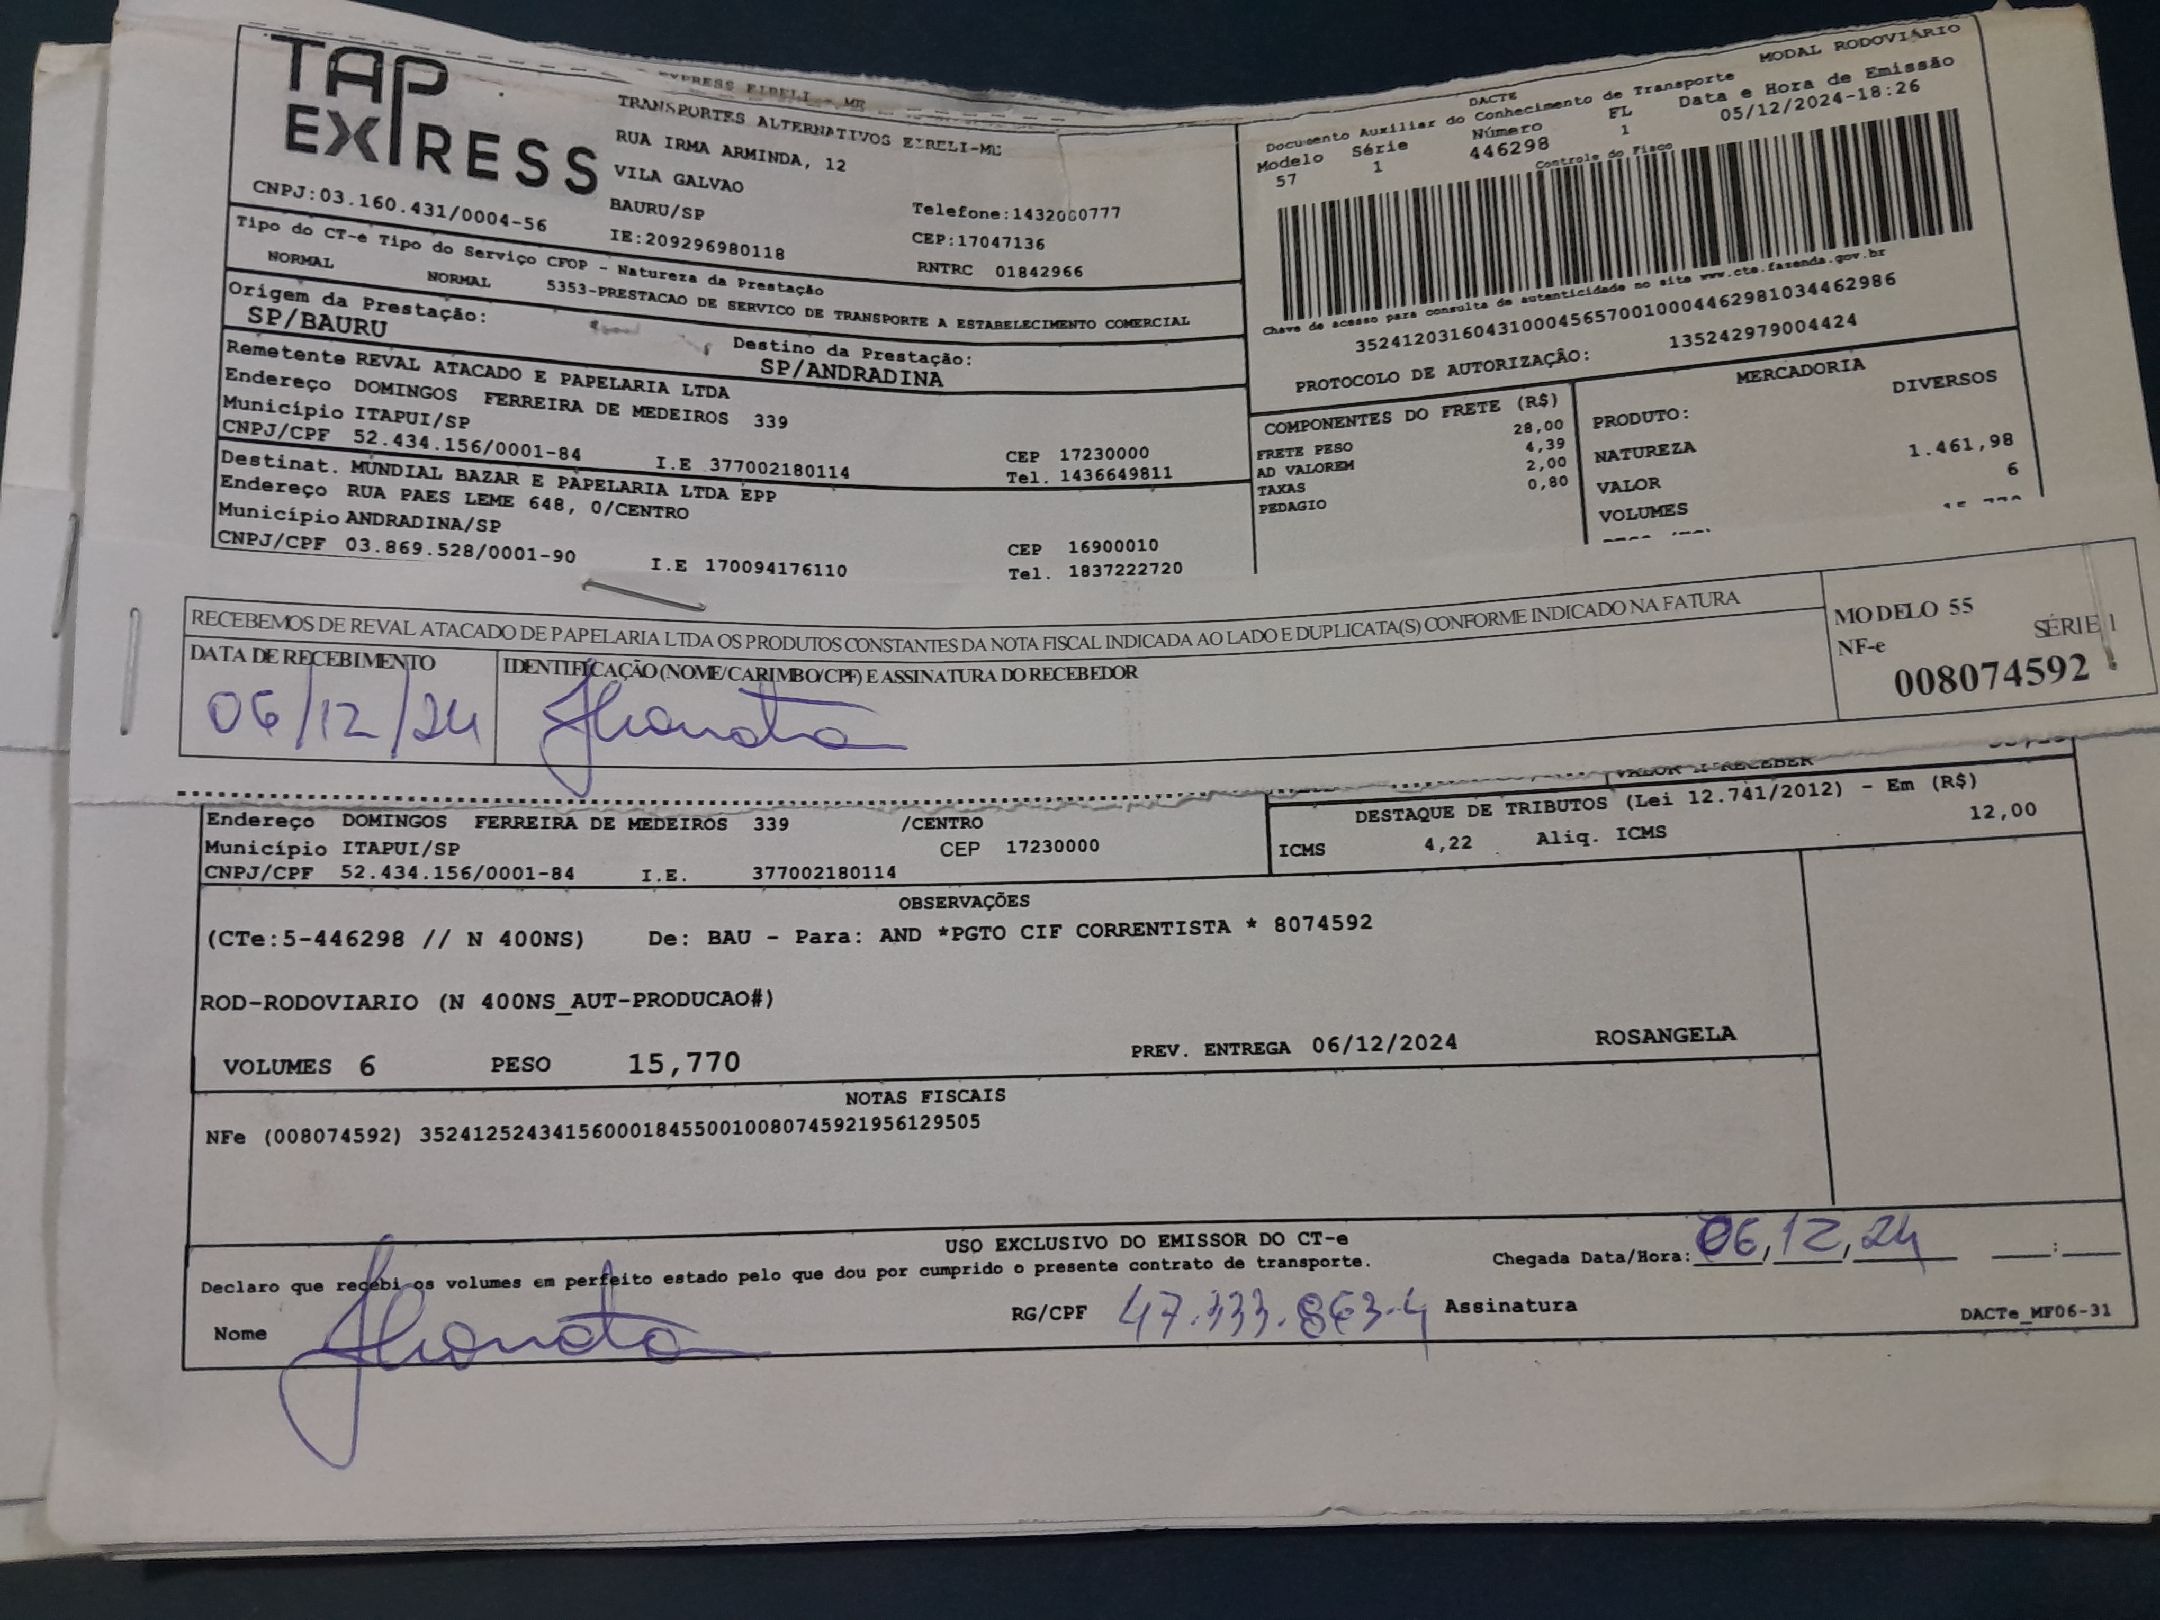 TAP
EXPRESS
EXPRESS EIRELI - ME
TRANSPORTES ALTERNATIVOS EIRELI-ME
RUA IRMA ARMINDA, 12
VILA GALVAO
BAURU/SP
Telefone:1432060777
CNPJ:03.160.431/0004-56
IE:209296980118
CEP:17047136
RNTRC 01842966
MODAL RODOVIÁRIO
DACTE
Documento Auxiliar do Conhecimento de Transporte
Modelo Série Número FL Data e Hora de Emissão
57 1 446298 1 05/12/2024-18:26
Controle do Fisco
Chave de acesso para consulta de autenticidade no site www.cte.fazenda.gov.br
35241203160431000456570010004462981034462986
PROTOCOLO DE AUTORIZAÇÃO: 135242979004424
Tipo do CT-e Tipo do Serviço CFOP - Natureza da Prestação
NORMAL NORMAL 5353-PRESTACAO DE SERVICO DE TRANSPORTE A ESTABELECIMENTO COMERCIAL
Origem da Prestação: Destino da Prestação:
SP/BAURU SP/ANDRADINA
Remetente REVAL ATACADO E PAPELARIA LTDA
Endereço DOMINGOS FERREIRA DE MEDEIROS 339
Município ITAPUI/SP CEP 17230000
CNPJ/CPF 52.434.156/0001-84 I.E 377002180114 Tel. 1436649811
Destinat. MUNDIAL BAZAR E PAPELARIA LTDA EPP
Endereço RUA PAES LEME 648, 0/CENTRO
Município ANDRADINA/SP CEP 16900010
CNPJ/CPF 03.869.528/0001-90 I.E 170094176110 Tel. 1837222720
COMPONENTES DO FRETE (R$)
FRETE PESO 28,00
AD VALOREM 4,39
TAXAS 2,00
PEDAGIO 0,80
MERCADORIA
PRODUTO: DIVERSOS
NATUREZA
VALOR 1.461,98
VOLUMES 6
RECEBEMOS DE REVAL ATACADO DE PAPELARIA LTDA OS PRODUTOS CONSTANTES DA NOTA FISCAL INDICADA AO LADO E DUPLICATA(S) CONFORME INDICADO NA FATURA
DATA DE RECEBIMENTO IDENTIFICAÇÃO (NOME/CARIMBO/CPF) E ASSINATURA DO RECEBEDOR
06/12/24
MODELO 55
NF-e SÉRIE 1
008074592
VALOR A RECEBER
Endereço DOMINGOS FERREIRA DE MEDEIROS 339 /CENTRO
Município ITAPUI/SP CEP 17230000
CNPJ/CPF 52.434.156/0001-84 I.E. 377002180114
DESTAQUE DE TRIBUTOS (Lei 12.741/2012) - Em (R$)
ICMS 4,22 Aliq. ICMS 12,00
OBSERVAÇÕES
(CTe:5-446298 // N 400NS) De: BAU - Para: AND *PGTO CIF CORRENTISTA * 8074592
ROD-RODOVIARIO (N 400NS_AUT-PRODUCAO#)
VOLUMES 6 PESO 15,770 PREV. ENTREGA 06/12/2024 ROSANGELA
NOTAS FISCAIS
NFe (008074592) 35241252434156000184550010080745921956129505
USO EXCLUSIVO DO EMISSOR DO CT-e
Declaro que recebi os volumes em perfeito estado pelo que dou por cumprido o presente contrato de transporte.
Chegada Data/Hora: 06,12,24 :
Nome RG/CPF 47.333.863-4 Assinatura
DACTe_MF06-31